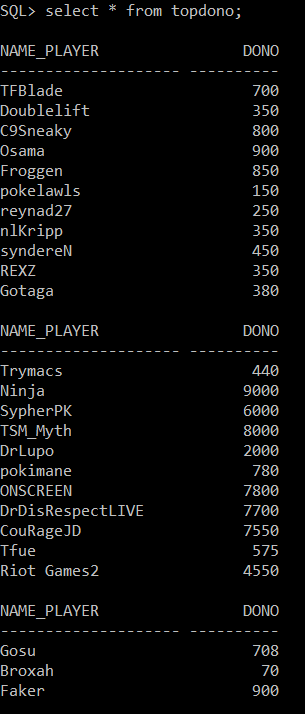 SQL> select * from topdono;
NAME_PLAYER DONO
-------------------- ----------
TFBlade 700
Doublelift 350
C9Sneaky 800
Osama 900
Froggen 850
pokelawls 150
reynad27 250
nlKripp 350
syndereN 450
REXZ 350
Gotaga 380
NAME_PLAYER DONO
-------------------- ----------
Trymacs 440
Ninja 9000
SypherPK 6000
TSM_Myth 8000
DrLupo 2000
pokimane 780
ONSCREEN 7800
DrDisRespectLIVE 7700
CouRageJD 7550
Tfue 575
Riot Games2 4550
NAME_PLAYER DONO
-------------------- ----------
Gosu 708
Broxah 70
Faker 900